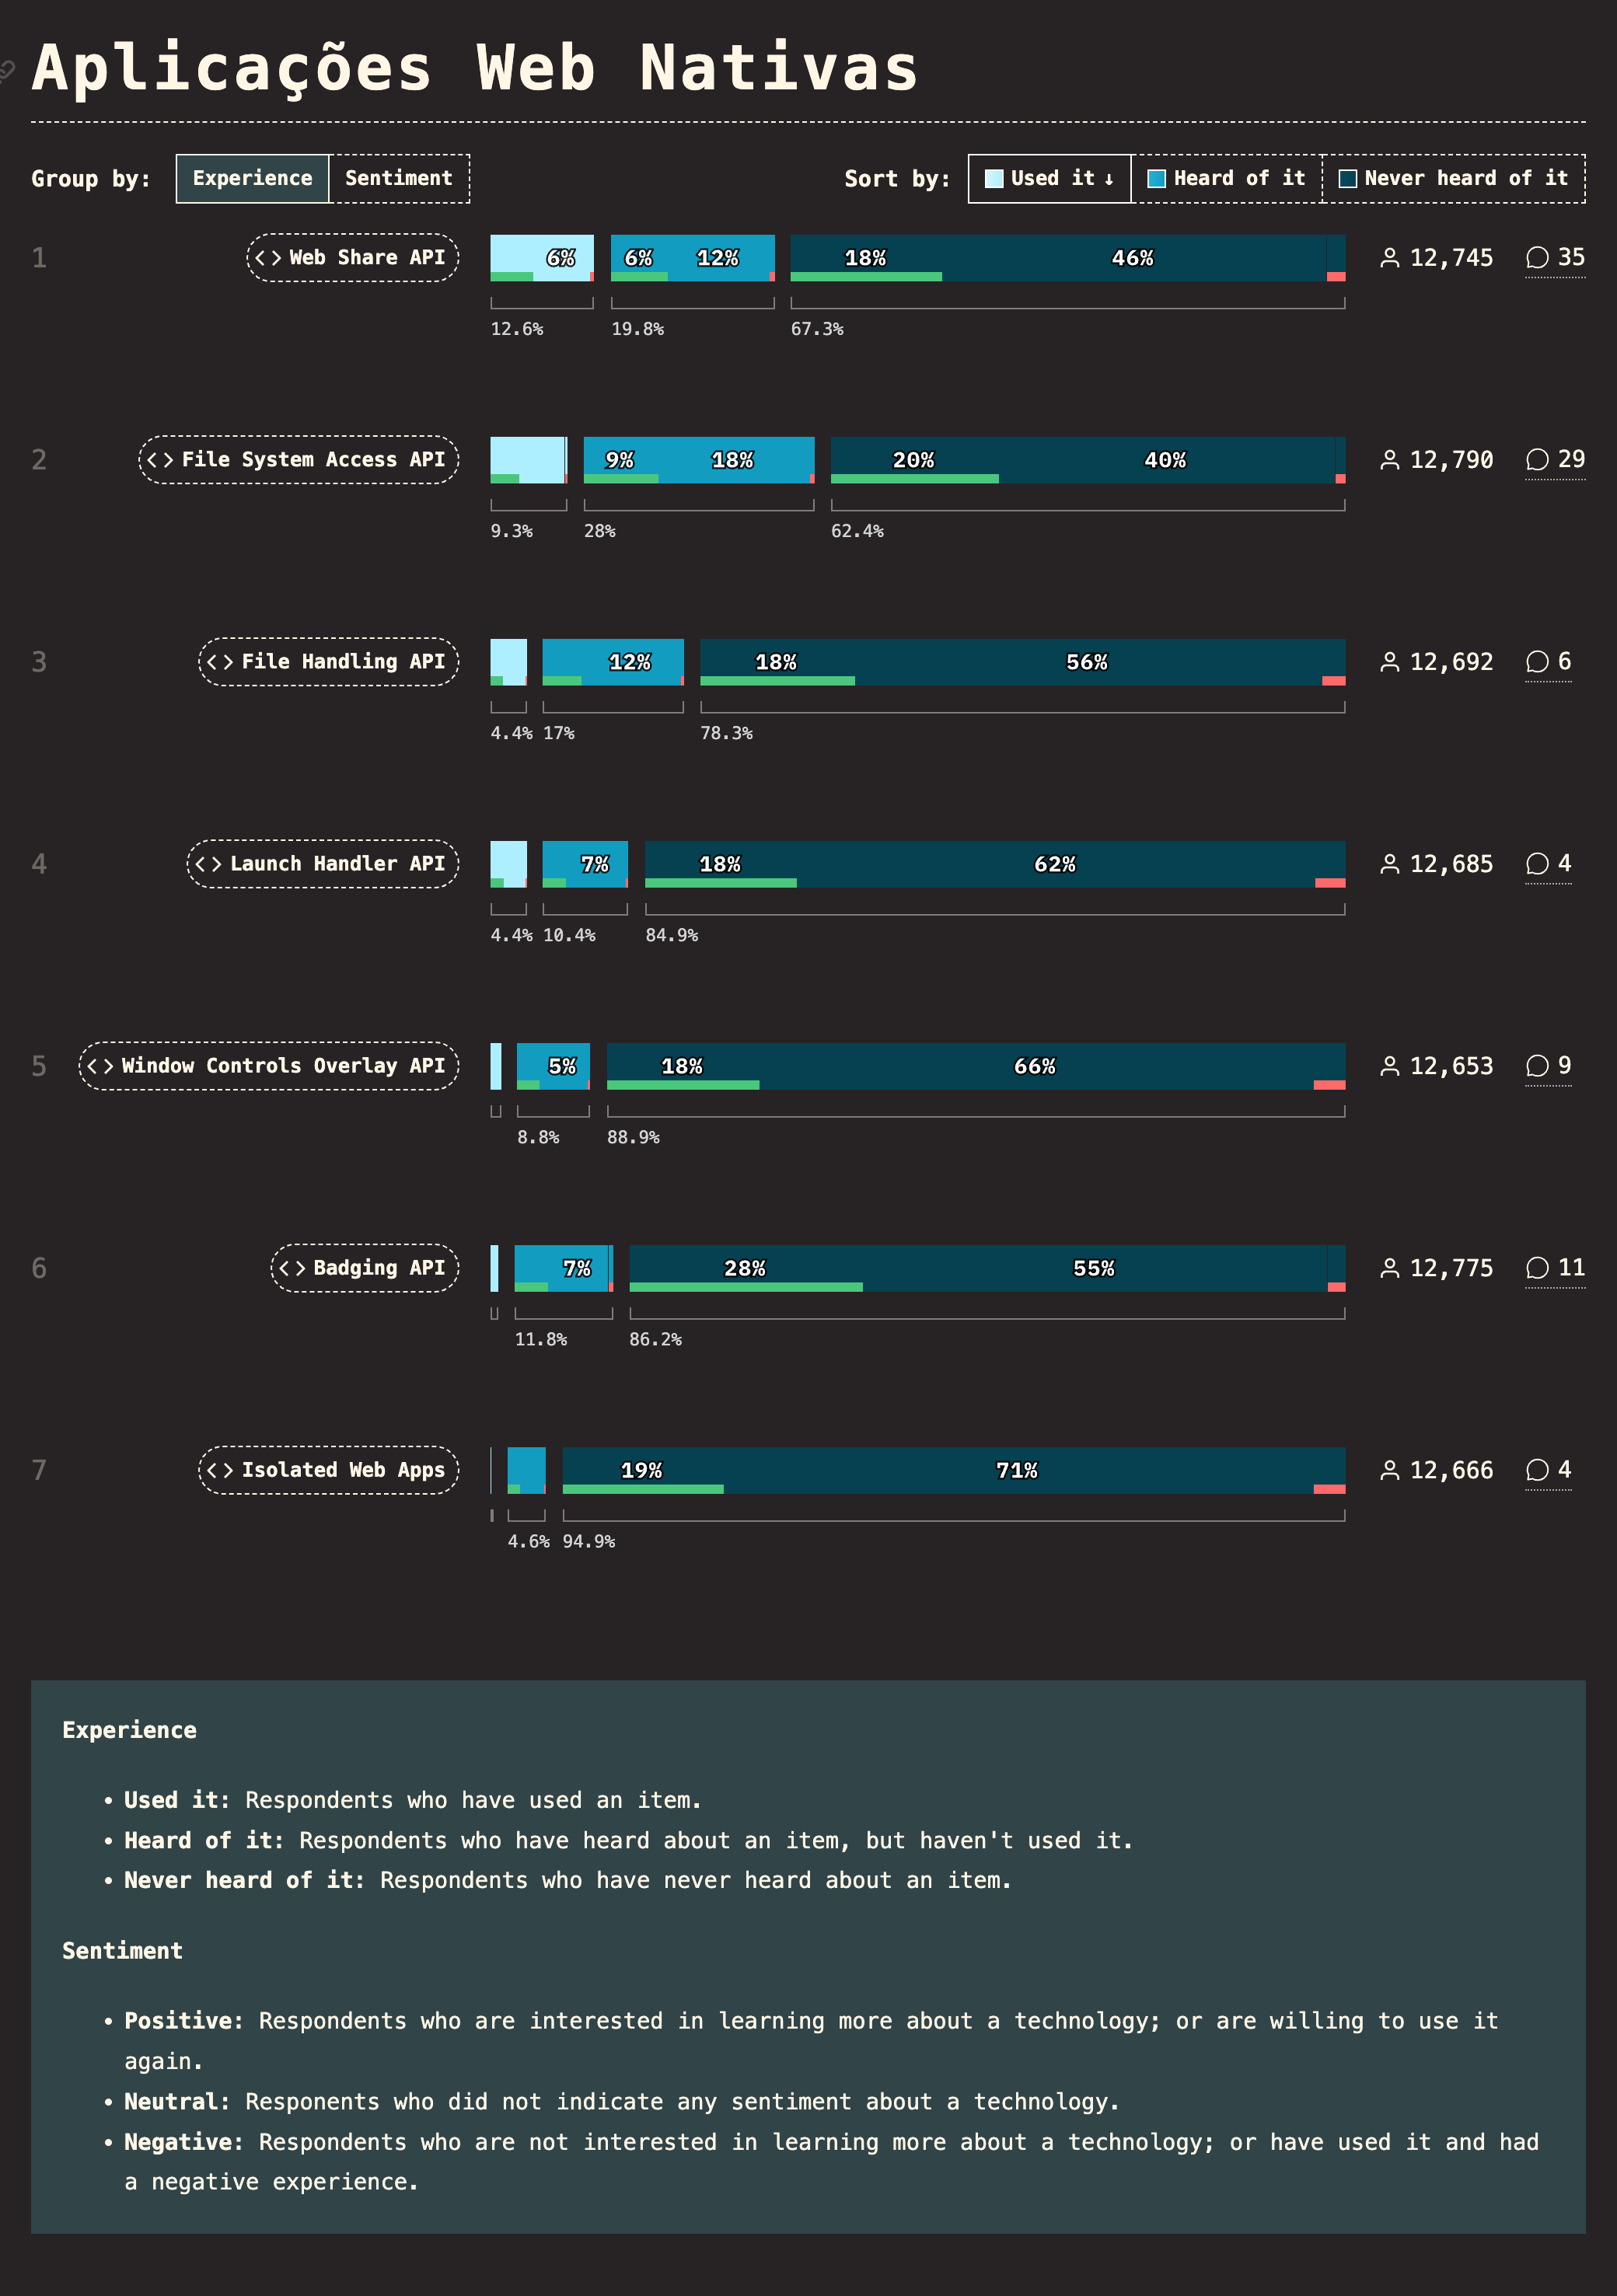 Aplicações Web Nativas
Group by: Experience Sentiment Sort by: Used it ↓ Heard of it Never heard of it
1 <> Web Share API 6% 6% 12% 18% 46% 12,745 35
12.6% 19.8% 67.3%
2 <> File System Access API 9% 18% 20% 40% 12,790 29
9.3% 28% 62.4%
3 <> File Handling API 12% 18% 56% 12,692 6
4.4% 17% 78.3%
4 <> Launch Handler API 7% 18% 62% 12,685 4
4.4% 10.4% 84.9%
5 <> Window Controls Overlay API 5% 18% 66% 12,653 9
8.8% 88.9%
6 <> Badging API 7% 28% 55% 12,775 11
11.8% 86.2%
7 <> Isolated Web Apps 19% 71% 12,666 4
4.6% 94.9%
Experience
• Used it: Respondents who have used an item.
• Heard of it: Respondents who have heard about an item, but haven't used it.
• Never heard of it: Respondents who have never heard about an item.
Sentiment
• Positive: Respondents who are interested in learning more about a technology; or are willing to use it
again.
• Neutral: Responents who did not indicate any sentiment about a technology.
• Negative: Respondents who are not interested in learning more about a technology; or have used it and had
a negative experience.